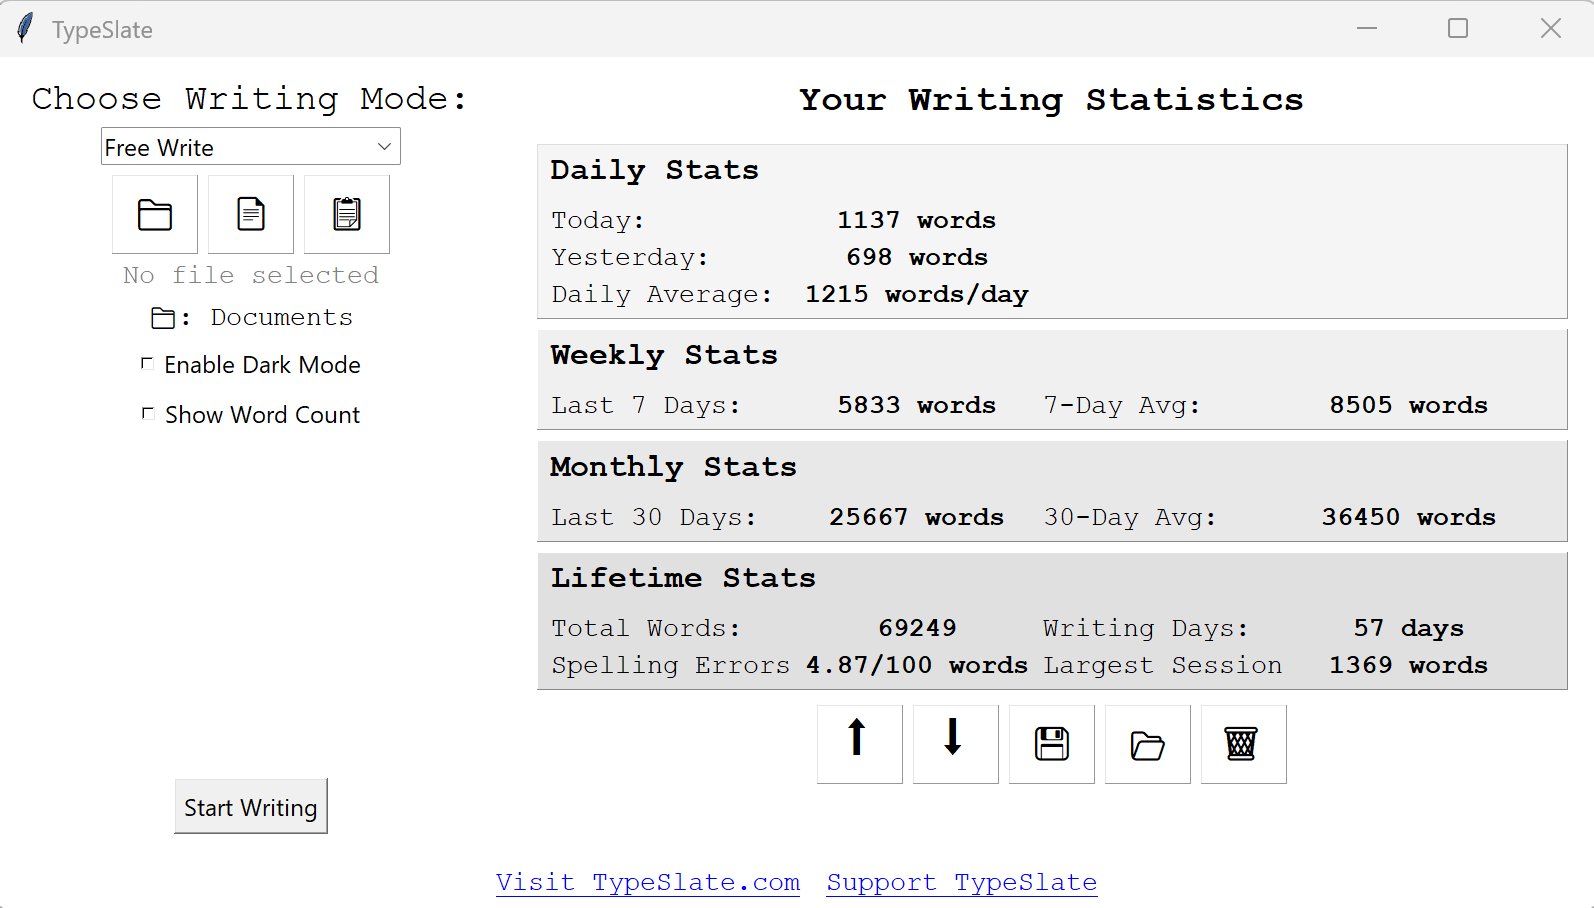 TypeSlate
Choose Writing Mode:
Free Write
No file selected
: Documents
Enable Dark Mode
Show Word Count
Start Writing
Your Writing Statistics
Daily Stats
Today: 1137 words
Yesterday: 698 words
Daily Average: 1215 words/day
Weekly Stats
Last 7 Days: 5833 words 7-Day Avg: 8505 words
Monthly Stats
Last 30 Days: 25667 words 30-Day Avg: 36450 words
Lifetime Stats
Total Words: 69249 Writing Days: 57 days
Spelling Errors 4.87/100 words Largest Session 1369 words
Visit TypeSlate.com Support TypeSlate